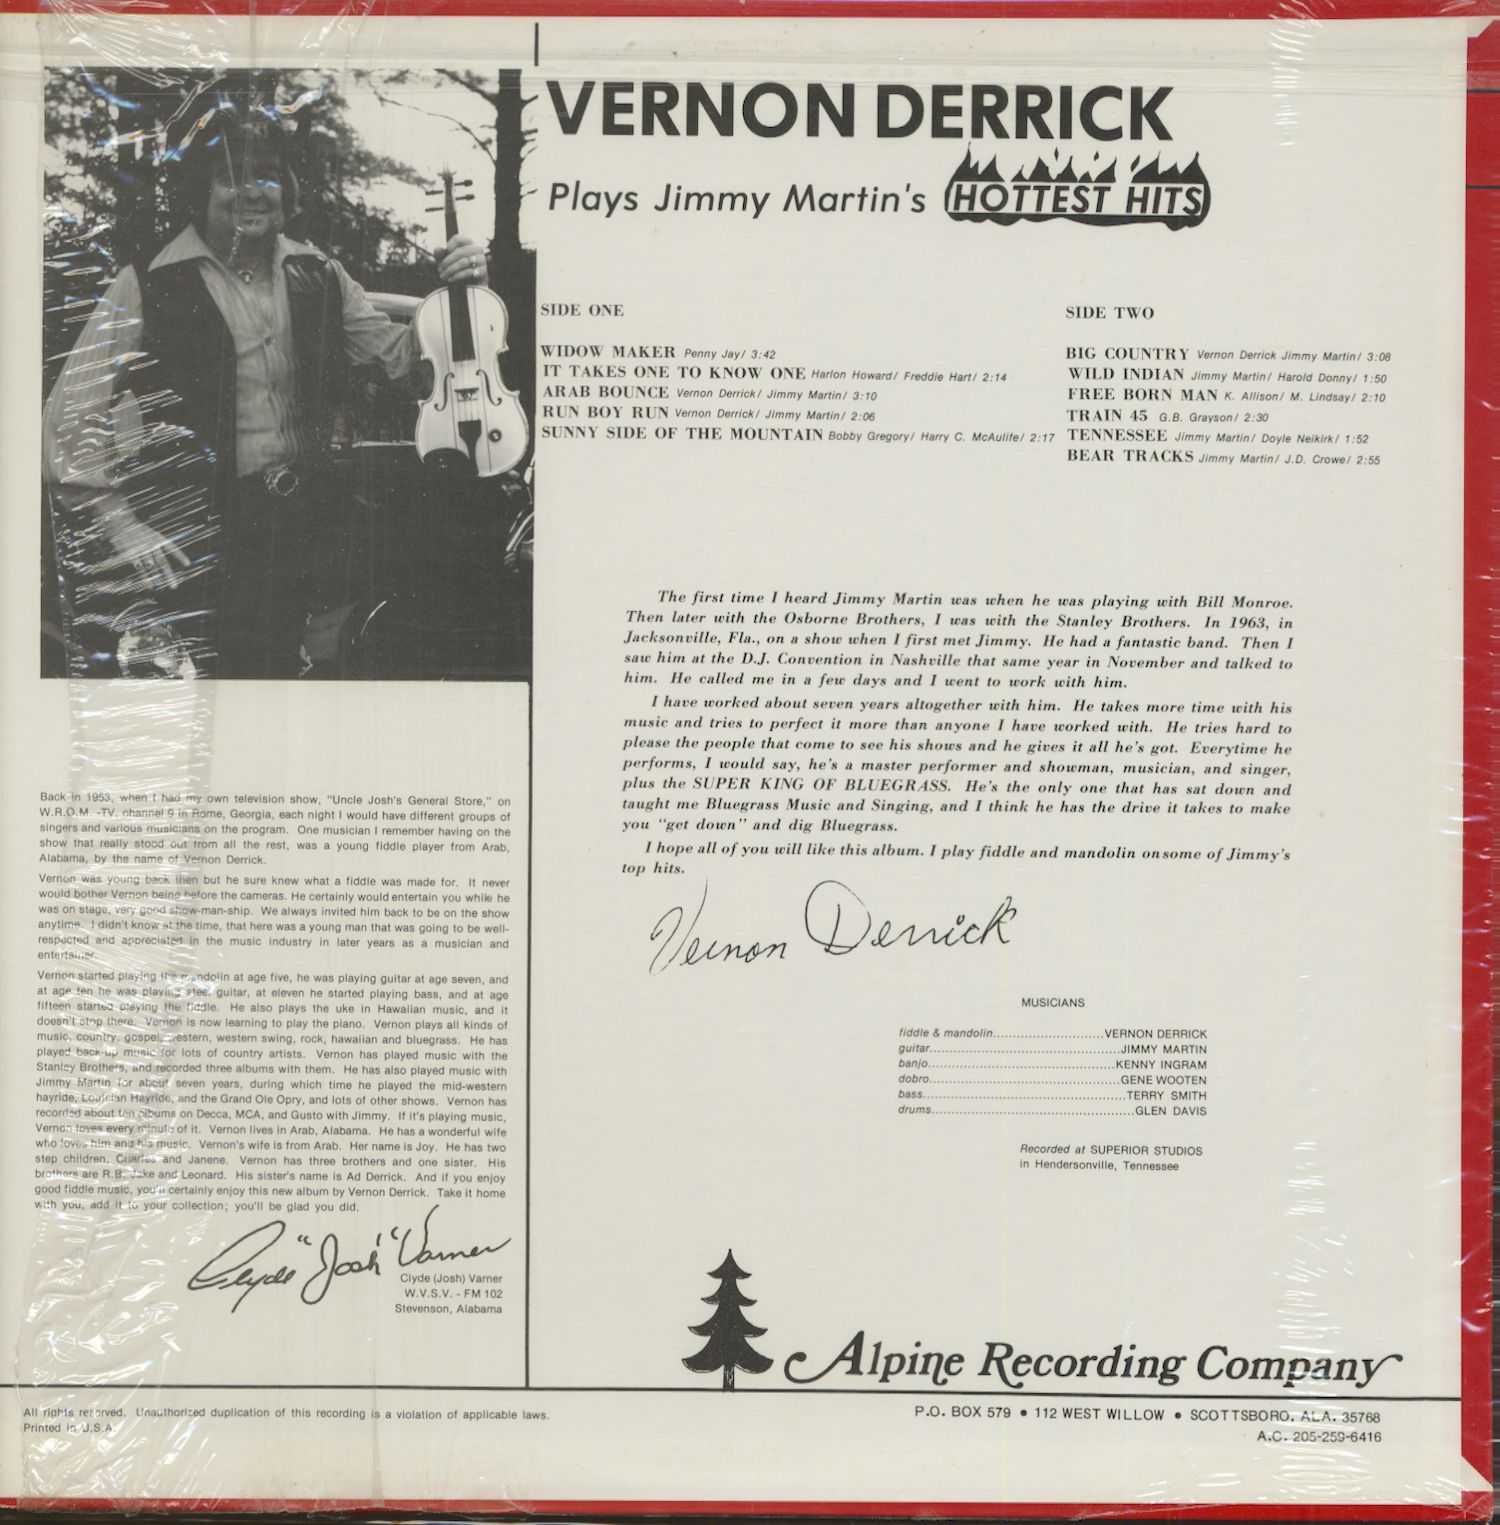 VERNON DERRICK
Plays Jimmy Martin's HOTTEST HITS
SIDE ONE
WIDOW MAKER Penny Jay/ 3:42
IT TAKES ONE TO KNOW ONE Harlon Howard/ Freddie Hart/ 2:14
ARAB BOUNCE Vernon Derrick/ Jimmy Martin/ 3:10
RUN BOY RUN Vernon Derrick/ Jimmy Martin/ 2:06
SUNNY SIDE OF THE MOUNTAIN Bobby Gregory/ Harry C. McAulife/ 2:17
SIDE TWO
BIG COUNTRY Vernon Derrick Jimmy Martin/ 3:08
WILD INDIAN Jimmy Martin/ Harold Donny/ 1:50
FREE BORN MAN K. Allison/ M. Lindsay/ 2:10
TRAIN 45 G.B. Grayson/ 2:30
TENNESSEE Jimmy Martin/ Doyle Neikirk/ 1:52
BEAR TRACKS Jimmy Martin/ J.D. Crowe/ 2:55
The first time I heard Jimmy Martin was when he was playing with Bill Monroe.
Then later with the Osborne Brothers, I was with the Stanley Brothers. In 1963, in
Jacksonville, Fla., on a show when I first met Jimmy. He had a fantastic band. Then I
saw him at the D.J. Convention in Nashville that same year in November and talked to
him. He called me in a few days and I went to work with him.
I have worked about seven years altogether with him. He takes more time with his
music and tries to perfect it more than anyone I have worked with. He tries hard to
please the people that come to see his shows and he gives it all he's got. Everytime he
performs, I would say, he's a master performer and showman, musician, and singer,
plus the SUPER KING OF BLUEGRASS. He's the only one that has sat down and
taught me Bluegrass Music and Singing, and I think he has the drive it takes to make
you "get down" and dig Bluegrass.
I hope all of you will like this album. I play fiddle and mandolin onsome of Jimmy's
top hits.
Vernon Derrick
MUSICIANS
fiddle & mandolin............................VERNON DERRICK
guitar................................................JIMMY MARTIN
banjo...............................................KENNY INGRAM
dobro................................................GENE WOOTEN
bass...................................................TERRY SMITH
drums...................................................GLEN DAVIS
Recorded at SUPERIOR STUDIOS
in Hendersonville, Tennessee
Back in 1953, when I had my own television show, "Uncle Josh's General Store," on
W.R.O.M. -TV, channel 9 in Rome, Georgia, each night I would have different groups of
singers and various musicians on the program. One musician I remember having on the
show that really stood out from all the rest, was a young fiddle player from Arab,
Alabama, by the name of Vernon Derrick.
Vernon was young back then but he sure knew what a fiddle was made for. It never
would bother Vernon being before the cameras. He certainly would entertain you while he
was on stage, very good show-man-ship. We always invited him back to be on the show
anytime. I didn't know at the time, that here was a young man that was going to be well-
respected and appreciated in the music industry in later years as a musician and
entertainer.
Vernon started playing the mandolin at age five, he was playing guitar at age seven, and
at age ten he was playing steel guitar, at eleven he started playing bass, and at age
fifteen started playing the fiddle. He also plays the uke in Hawaiian music, and it
doesn't stop there. Vernon is now learning to play the piano. Vernon plays all kinds of
music, country, gospel, western, western swing, rock, hawaiian and bluegrass. He has
played back-up music for lots of country artists. Vernon has played music with the
Stanley Brothers, and recorded three albums with them. He has also played music with
Jimmy Martin for about seven years, during which time he played the mid-western
hayride, Louisian Hayride, and the Grand Ole Opry, and lots of other shows. Vernon has
recorded about ten albums on Decca, MCA, and Gusto with Jimmy. If it's playing music,
Vernon loves every minute of it. Vernon lives in Arab, Alabama. He has a wonderful wife
who loves him and his music. Vernon's wife is from Arab. Her name is Joy. He has two
step children, Charles and Janene. Vernon has three brothers and one sister. His
brothers are R.B. Jake and Leonard. His sister's name is Ad Derrick. And if you enjoy
good fiddle music, you'll certainly enjoy this new album by Vernon Derrick. Take it home
with you, add it to your collection; you'll be glad you did.
Clyde "Josh" Varner
Clyde (Josh) Varner
W.V.S.V. - FM 102
Stevenson, Alabama
Alpine Recording Company
All rights reserved. Unauthorized duplication of this recording is a violation of applicable laws.
Printed in U.S.A.
P.O. BOX 579 • 112 WEST WILLOW • SCOTTSBORO, ALA. 35768
A.C. 205-259-6416